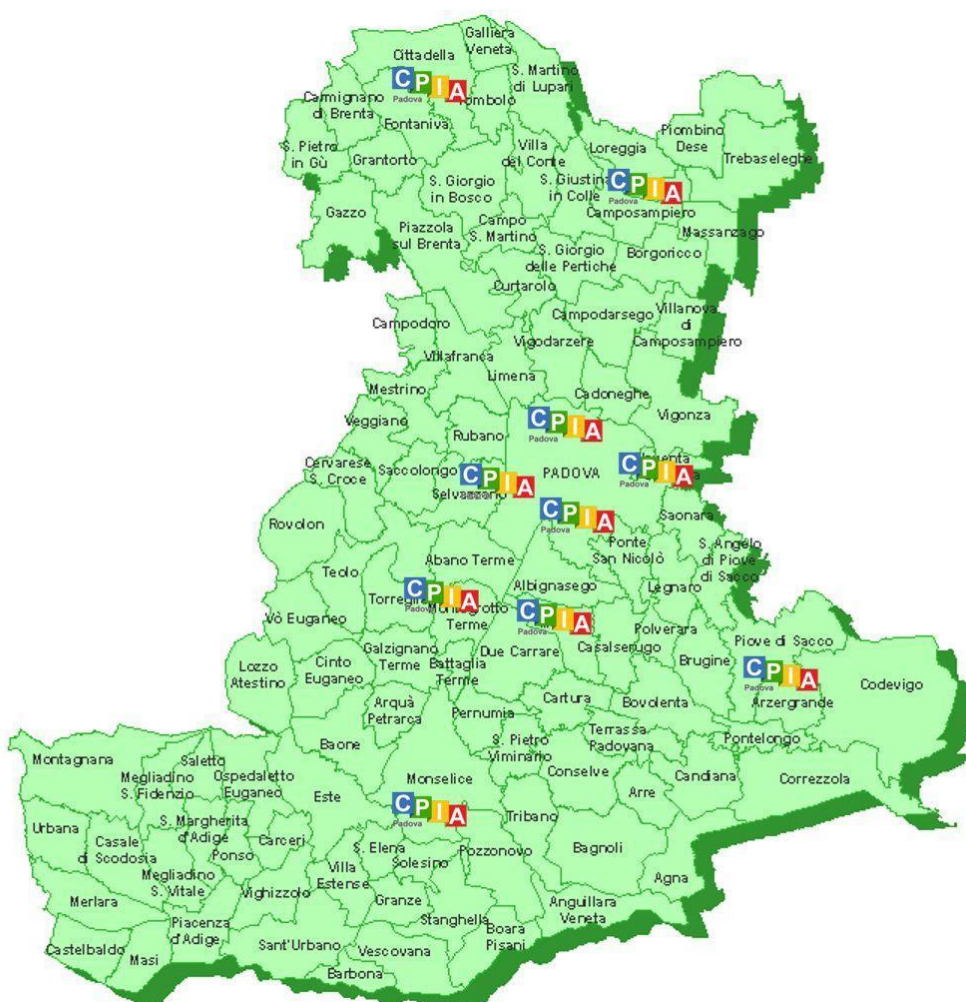 Galliera
Veneta
Cittadella
S. Martino
di Lupari
CPIA
Padova
Carmignano
di Brenta
Fontaniva
S. Pietro
in Gù
Grantorto
Villa
del Conte
Loreggia
Piombino
Dese
Trebaseleghe
S. Giorgio
in Bosco
S. Giustina
in Colle
CPIA
Padova
Camposampiero
Gazzo
Piazzola
sul Brenta
Campo
S. Martino
Massanzago
S. Giorgio
delle Pertiche
Borgoricco
Curtarolo
Campodoro
Campodarsego
Villanova
di
Camposampiero
Vigodarzere
Villafranca
Limena
Mestrino
Cadoneghe
Veggiano
Vigonza
Rubano
CPIA
Padova
Cervarese
S. Croce
Saccolongo
CPIA
PADOVA
CPIA
Padova
CPIA
Padova
Saonara
Rovolon
Ponte
San Nicolò
S. Angelo
di Piove
di Sacco
Teolo
Abano Terme
Albignasego
Legnaro
CPIA
Padova
Terme
CPIA
Padova
Vò Euganeo
Polverara
Piove di Sacco
Galzignano
Terme
Battaglia
Terme
Due Carrare
Casalserugo
Brugine
CPIA
Padova
Arzergrande
Codevigo
Lozzo
Atestino
Cinto
Euganeo
Arquà
Petrarca
Pernumia
Cartura
Bovolenta
Terrassa
Padovana
Pontelongo
Baone
S. Pietro
Viminario
Montagnana
Saletto
Megliadino
S. Fidenzio
Ospedaletto
Euganeo
Monselice
Conselve
Candiana
Correzzola
Este
Arre
CPIA
Padova
Tribano
Urbana
Casale
di Scodosia
S. Margherita
d'Adige
Ponso
Carceri
S. Elena
Solesino
Pozzonovo
Bagnoli
Megliadino
S. Vitale
Villa
Estense
Agna
Merlara
Vighizzolo
Granze
Anguillara
Veneta
Stanghella
Boara
Pisani
Piacenza
d'Adige
Castelbaldo
Masi
Sant'Urbano
Vescovana
Barbona